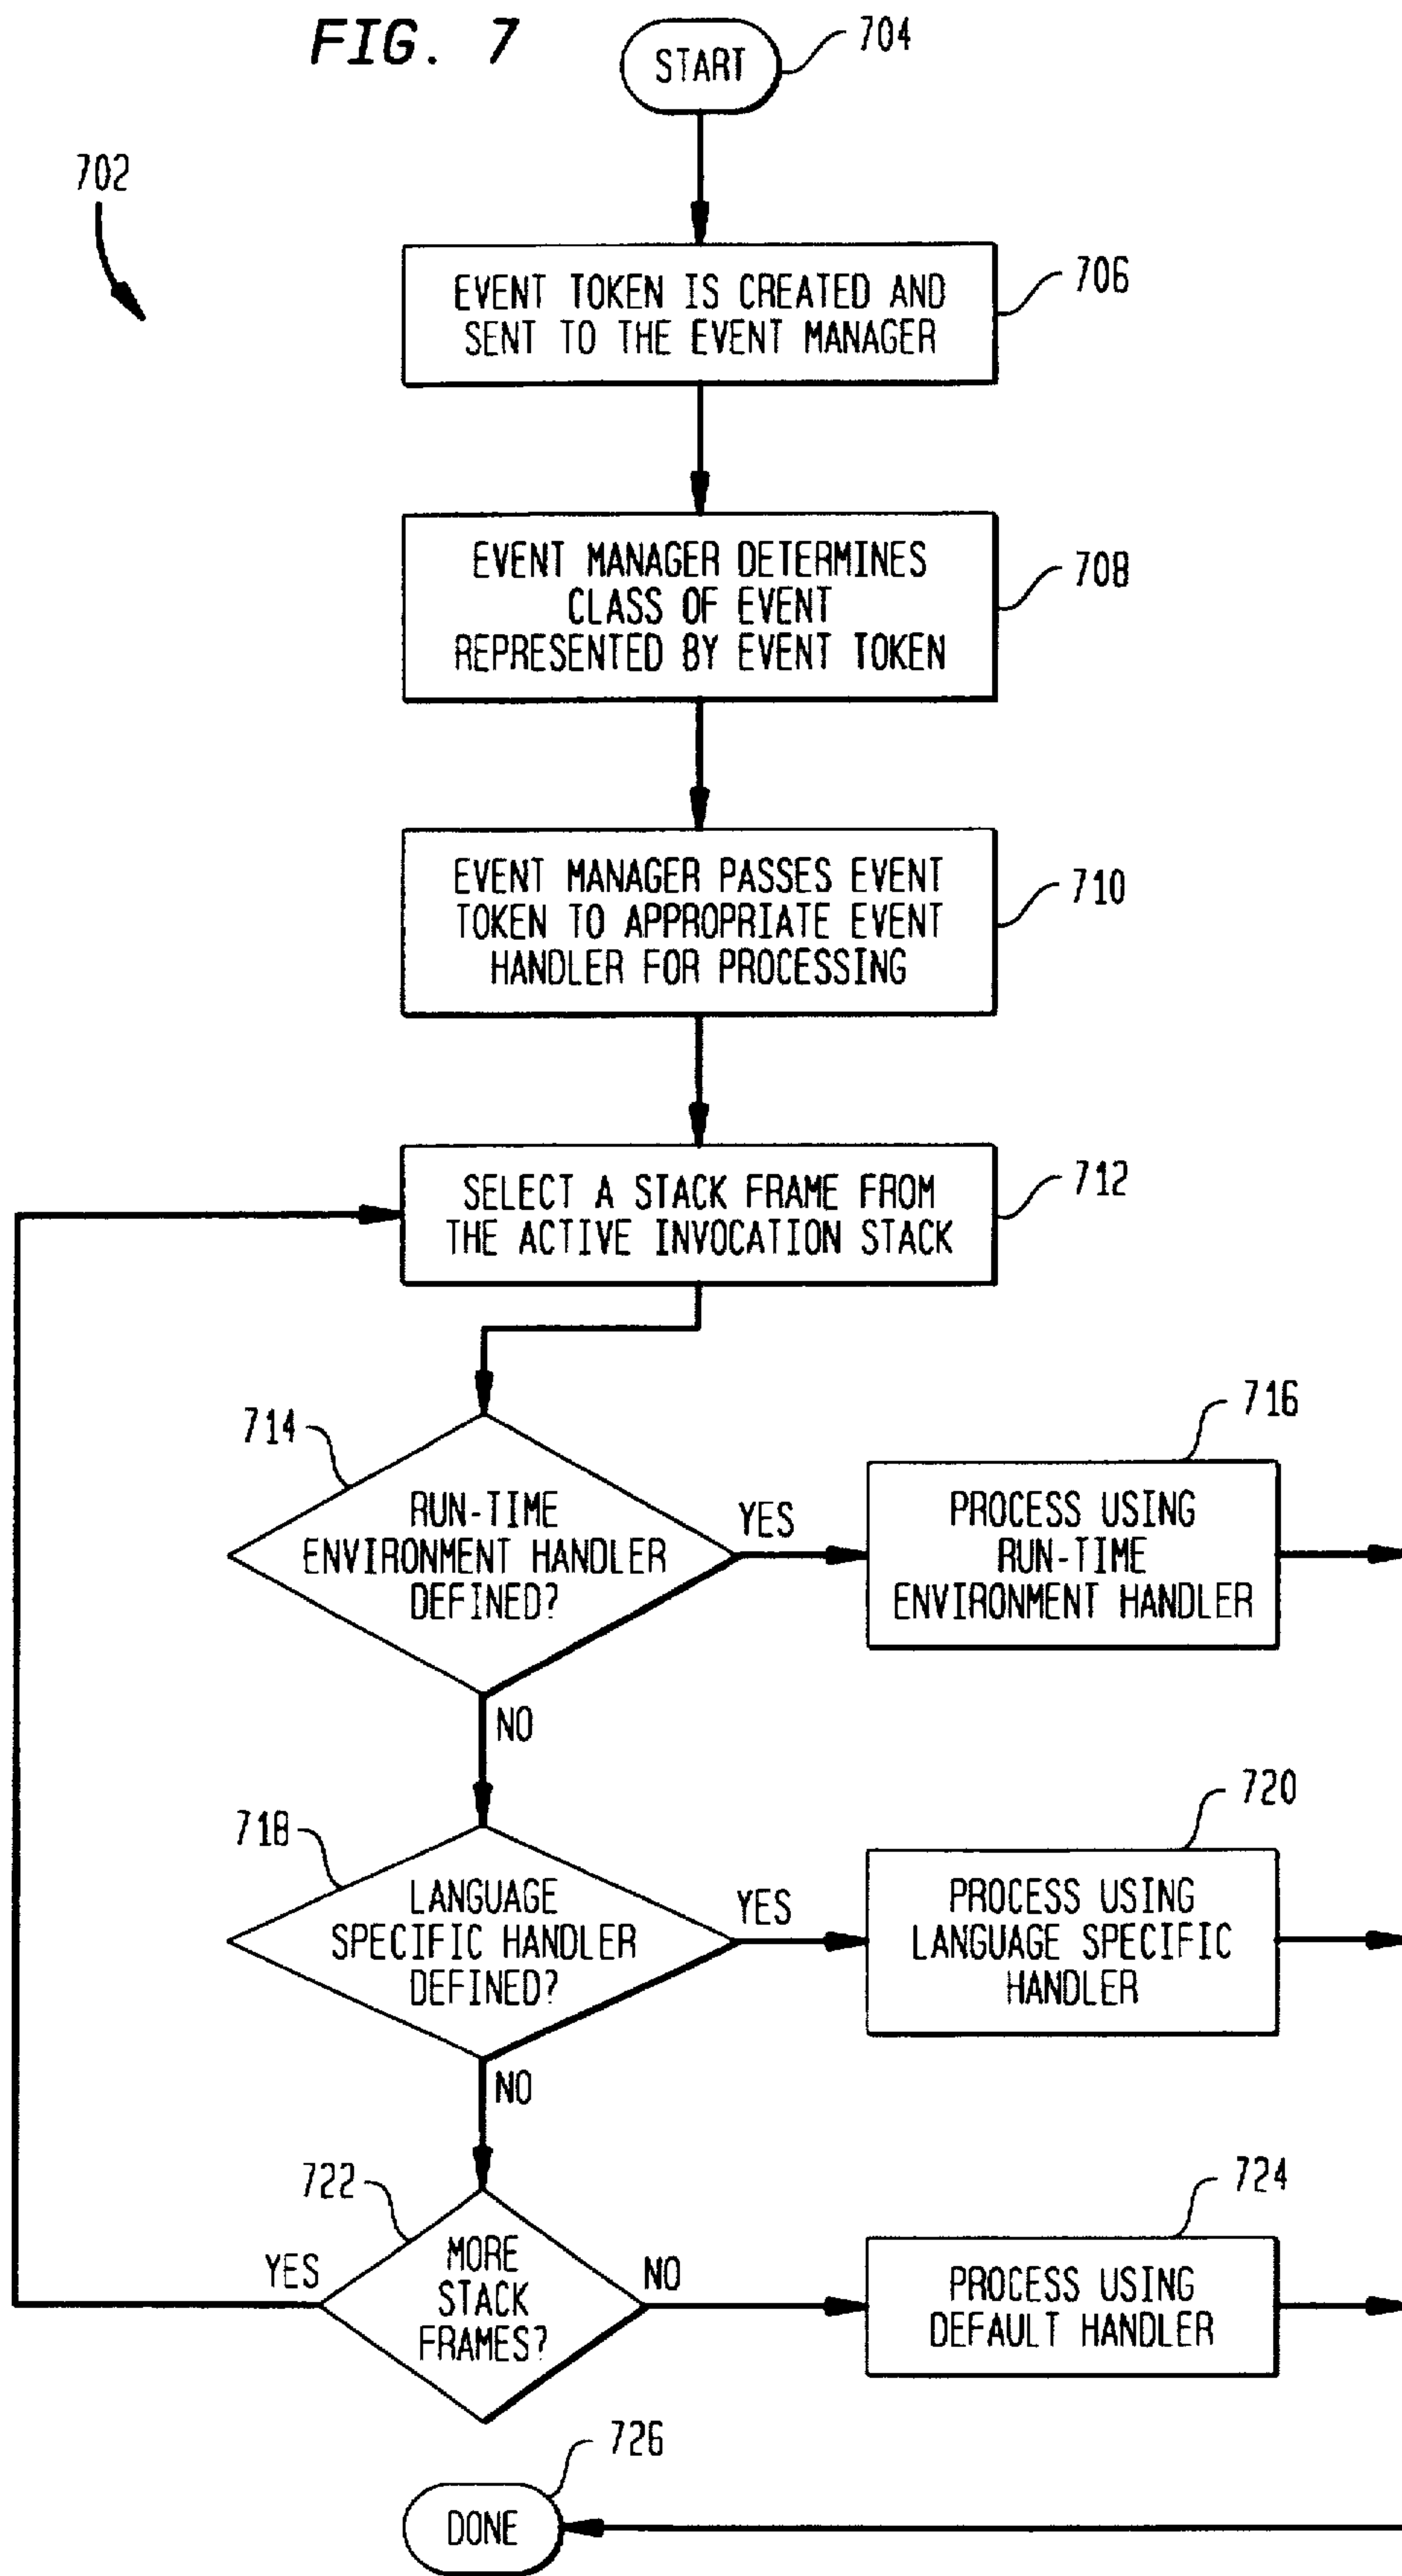 FIG. 7
START
704
702
EVENT TOKEN IS CREATED AND
SENT TO THE EVENT MANAGER
706
EVENT MANAGER DETERMINES
CLASS OF EVENT
REPRESENTED BY EVENT TOKEN
708
EVENT MANAGER PASSES EVENT
TOKEN TO APPROPRIATE EVENT
HANDLER FOR PROCESSING
710
SELECT A STACK FRAME FROM
THE ACTIVE INVOCATION STACK
712
714
RUN-TIME
ENVIRONMENT HANDLER
DEFINED?
YES
716
PROCESS USING
RUN-TIME
ENVIRONMENT HANDLER
NO
718
LANGUAGE
SPECIFIC HANDLER
DEFINED?
YES
720
PROCESS USING
LANGUAGE SPECIFIC
HANDLER
NO
722
YES
MORE
STACK
FRAMES?
NO
724
PROCESS USING
DEFAULT HANDLER
726
DONE